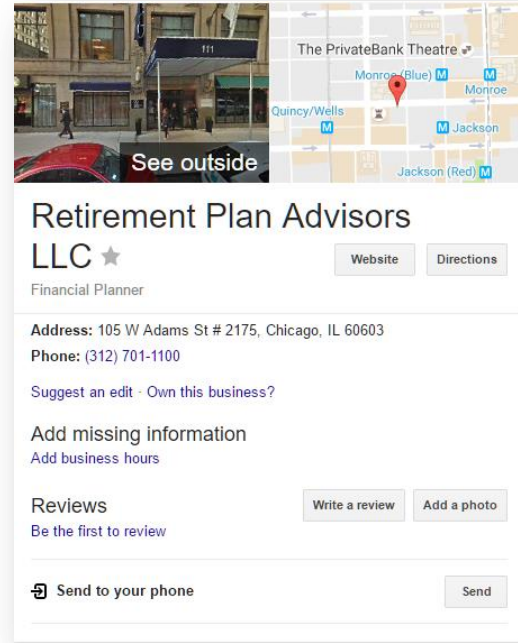 111
See outside
The PrivateBank Theatre
Monroe (Blue) M
M
Monroe
Quincy/Wells
M
M Jackson
Jackson (Red) M
Retirement Plan Advisors
LLC
Website
Directions
Financial Planner
Address: 105 W Adams St # 2175, Chicago, IL 60603
Phone: (312) 701-1100
Suggest an edit · Own this business?
Add missing information
Add business hours
Reviews
Write a review
Add a photo
Be the first to review
Send to your phone
Send